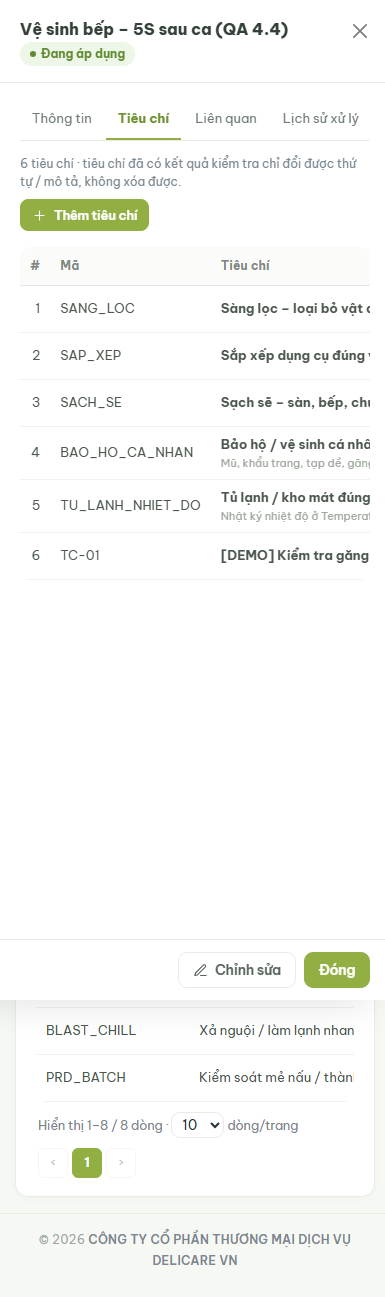 Vệ sinh bếp – 5S sau ca (QA 4.4)
Đang áp dụng
Thông tin Tiêu chí Liên quan Lịch sử xử lý
6 tiêu chí · tiêu chí đã có kết quả kiểm tra chỉ đổi được thứ
tự / mô tả, không xóa được.
Thêm tiêu chí
# Mã Tiêu chí
1 SANG_LOC Sàng lọc – loại bỏ vật
2 SAP_XEP Sắp xếp dụng cụ đúng
3 SACH_SE Sạch sẽ – sàn, bếp,
4 BAO_HO_CA_NHAN Bảo hộ / vệ sinh cá
Mũ, khẩu trang, tạp dề,
5 TU_LANH_NHIET_DO Tủ lạnh / kho mát đúng
Nhật ký nhiệt độ ở
6 TC-01 [DEMO] Kiểm tra găng
Chỉnh sửa Đóng
BLAST_CHILL Xả nguội / làm lạnh
PRD_BATCH Kiểm soát mẻ nấu /
Hiển thị 1–8 / 8 dòng · 10 dòng/trang
‹ 1 ›
© 2026 CÔNG TY CỔ PHẦN THƯƠNG MẠI DỊCH VỤ
DELICARE VN